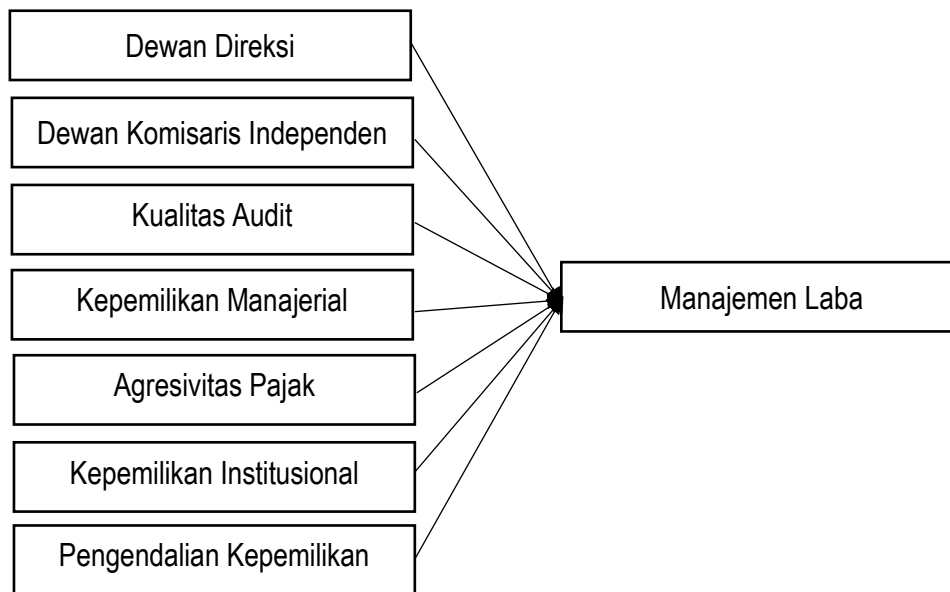 Dewan Direksi
Dewan Komisaris Independen
Kualitas Audit
Kepemilikan Manajerial
Agresivitas Pajak
Kepemilikan Institusional
Pengendalian Kepemilikan
Manajemen Laba